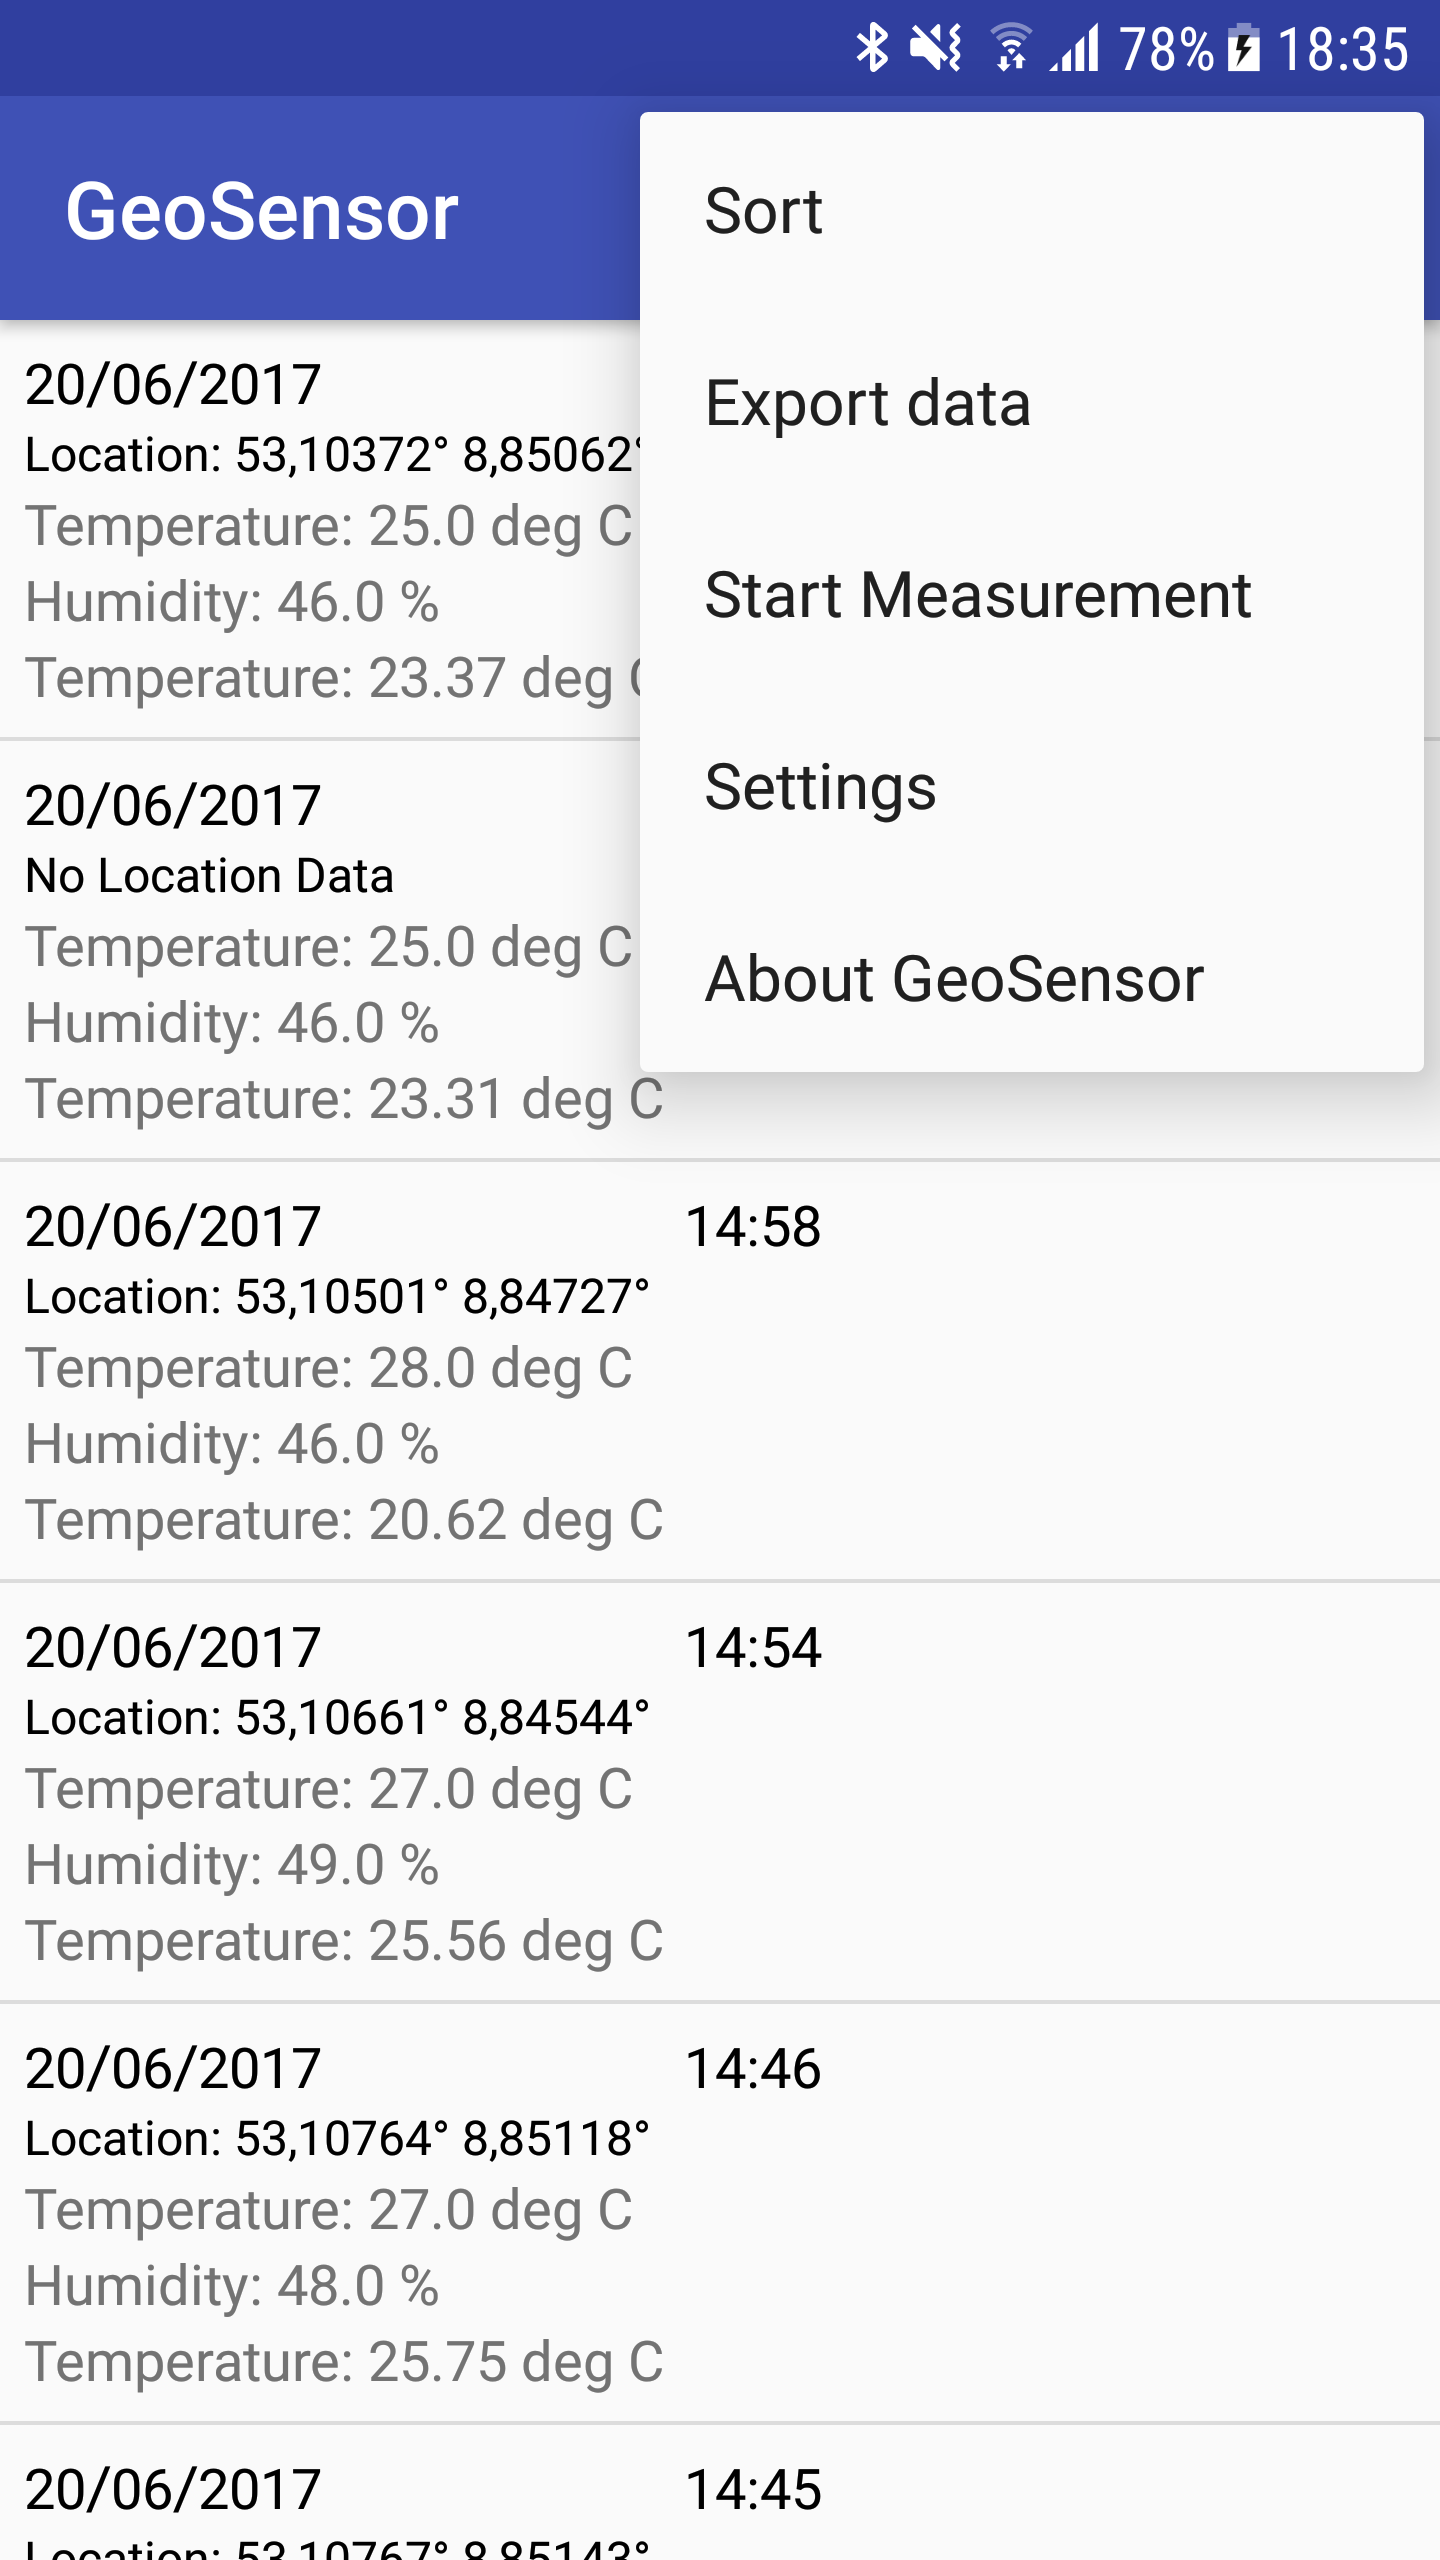 78% 18:35
GeoSensor
Sort
Export data
Start Measurement
Settings
About GeoSensor
20/06/2017
Location: 53,10372° 8,85062°
Temperature: 25.0 deg C
Humidity: 46.0 %
Temperature: 23.37 deg C
20/06/2017
No Location Data
Temperature: 25.0 deg C
Humidity: 46.0 %
Temperature: 23.31 deg C
20/06/2017 14:58
Location: 53,10501° 8,84727°
Temperature: 28.0 deg C
Humidity: 46.0 %
Temperature: 20.62 deg C
20/06/2017 14:54
Location: 53,10661° 8,84544°
Temperature: 27.0 deg C
Humidity: 49.0 %
Temperature: 25.56 deg C
20/06/2017 14:46
Location: 53,10764° 8,85118°
Temperature: 27.0 deg C
Humidity: 48.0 %
Temperature: 25.75 deg C
20/06/2017 14:45
Location: 53,10767° 8,85143°